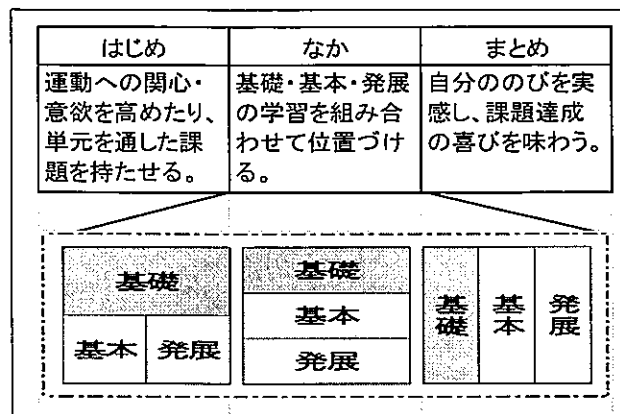 はじめ
なか
まとめ
運動への関心・
意欲を高めたり、
単元を通した課
題を持たせる。
基礎・基本・発展
の学習を組み合
わせて位置づけ
る。
自分ののびを実
感し、課題達成
の喜びを味わう。
基礎
基本
発展
基礎
基本
発展
基礎
基本
発展